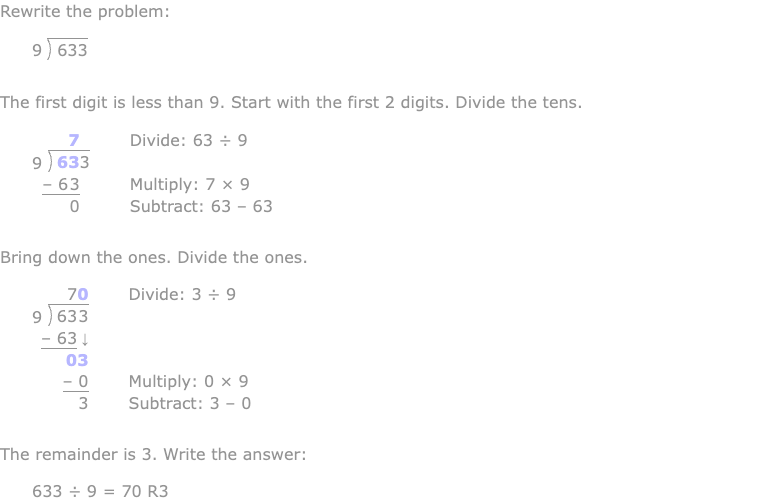 Rewrite the problem:
9 ) 633
The first digit is less than 9. Start with the first 2 digits. Divide the tens.
7 Divide: 63 ÷ 9
9 ) 633
– 63 Multiply: 7 × 9
0 Subtract: 63 – 63
Bring down the ones. Divide the ones.
70 Divide: 3 ÷ 9
9 ) 633
– 63 ↓
03
– 0 Multiply: 0 × 9
3 Subtract: 3 – 0
The remainder is 3. Write the answer:
633 ÷ 9 = 70 R3